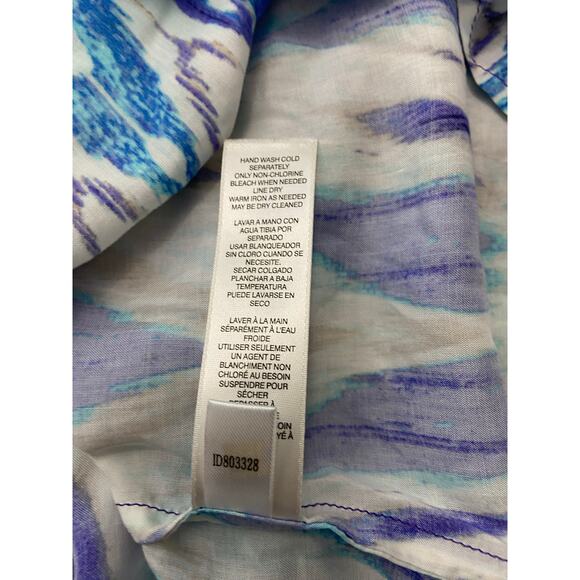 HAND WASH COLD
SEPARATELY
ONLY NON-CHLORINE
BLEACH WHEN NEEDED
LINE DRY
WARM IRON AS NEEDED
MAY BE DRY CLEANED
LAVAR A MANO CON
AGUA TIBIA POR
SEPARADO
USAR BLANQUEADOR
SIN CLORO CUANDO SE
NECESITE.
SECAR COLGADO
PLANCHAR A BAJA
TEMPERATURA
PUEDE LAVARSE EN
SECO
LAVER À LA MAIN
SÉPARÉMENT À L'EAU
FROIDE
UTILISER SEULEMENT
UN AGENT DE
BLANCHIMENT NON
CHLORÉ AU BESOIN
SUSPENDRE POUR
SÉCHER
REPASSER À
OIN
YÉ À
ID803328